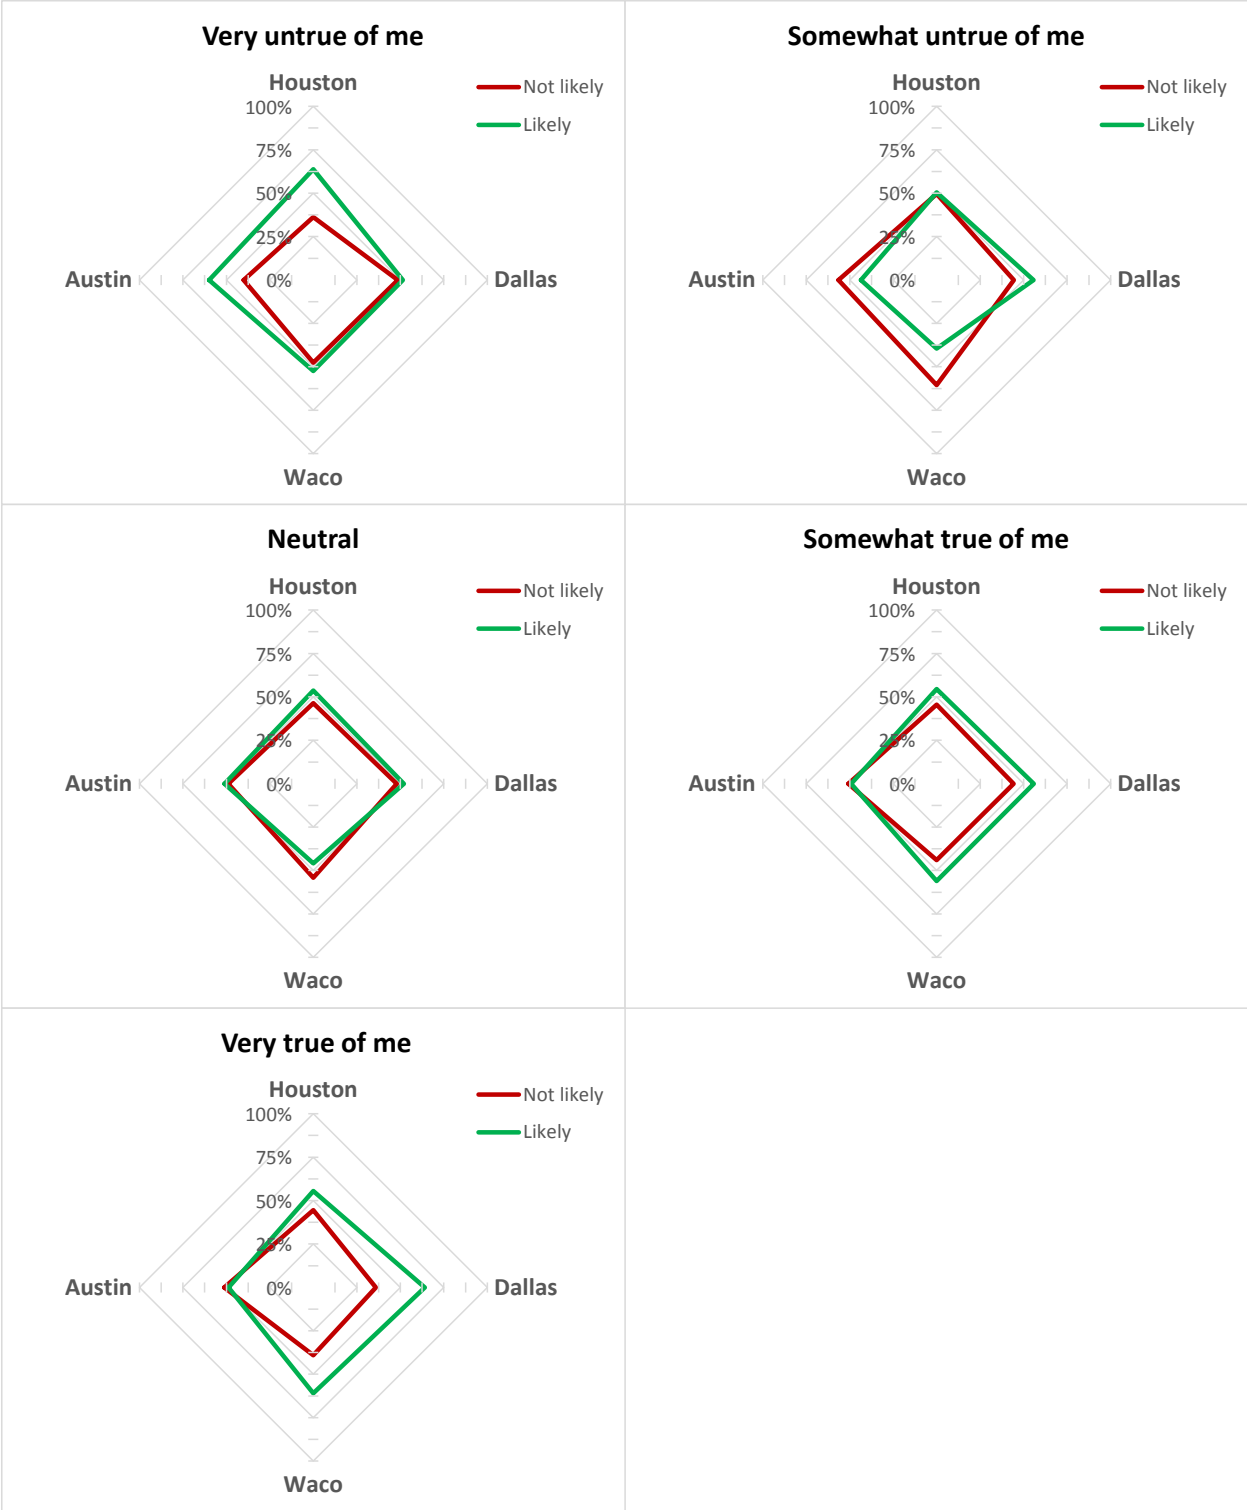 Very untrue of me
Houston
Not likely
Likely
100%
75%
50%
25%
0%
Austin
Dallas
Waco
Somewhat untrue of me
Houston
Not likely
Likely
100%
75%
50%
25%
0%
Austin
Dallas
Waco
Neutral
Houston
Not likely
Likely
100%
75%
50%
25%
0%
Austin
Dallas
Waco
Somewhat true of me
Houston
Not likely
Likely
100%
75%
50%
25%
0%
Austin
Dallas
Waco
Very true of me
Houston
Not likely
Likely
100%
75%
50%
25%
0%
Austin
Dallas
Waco